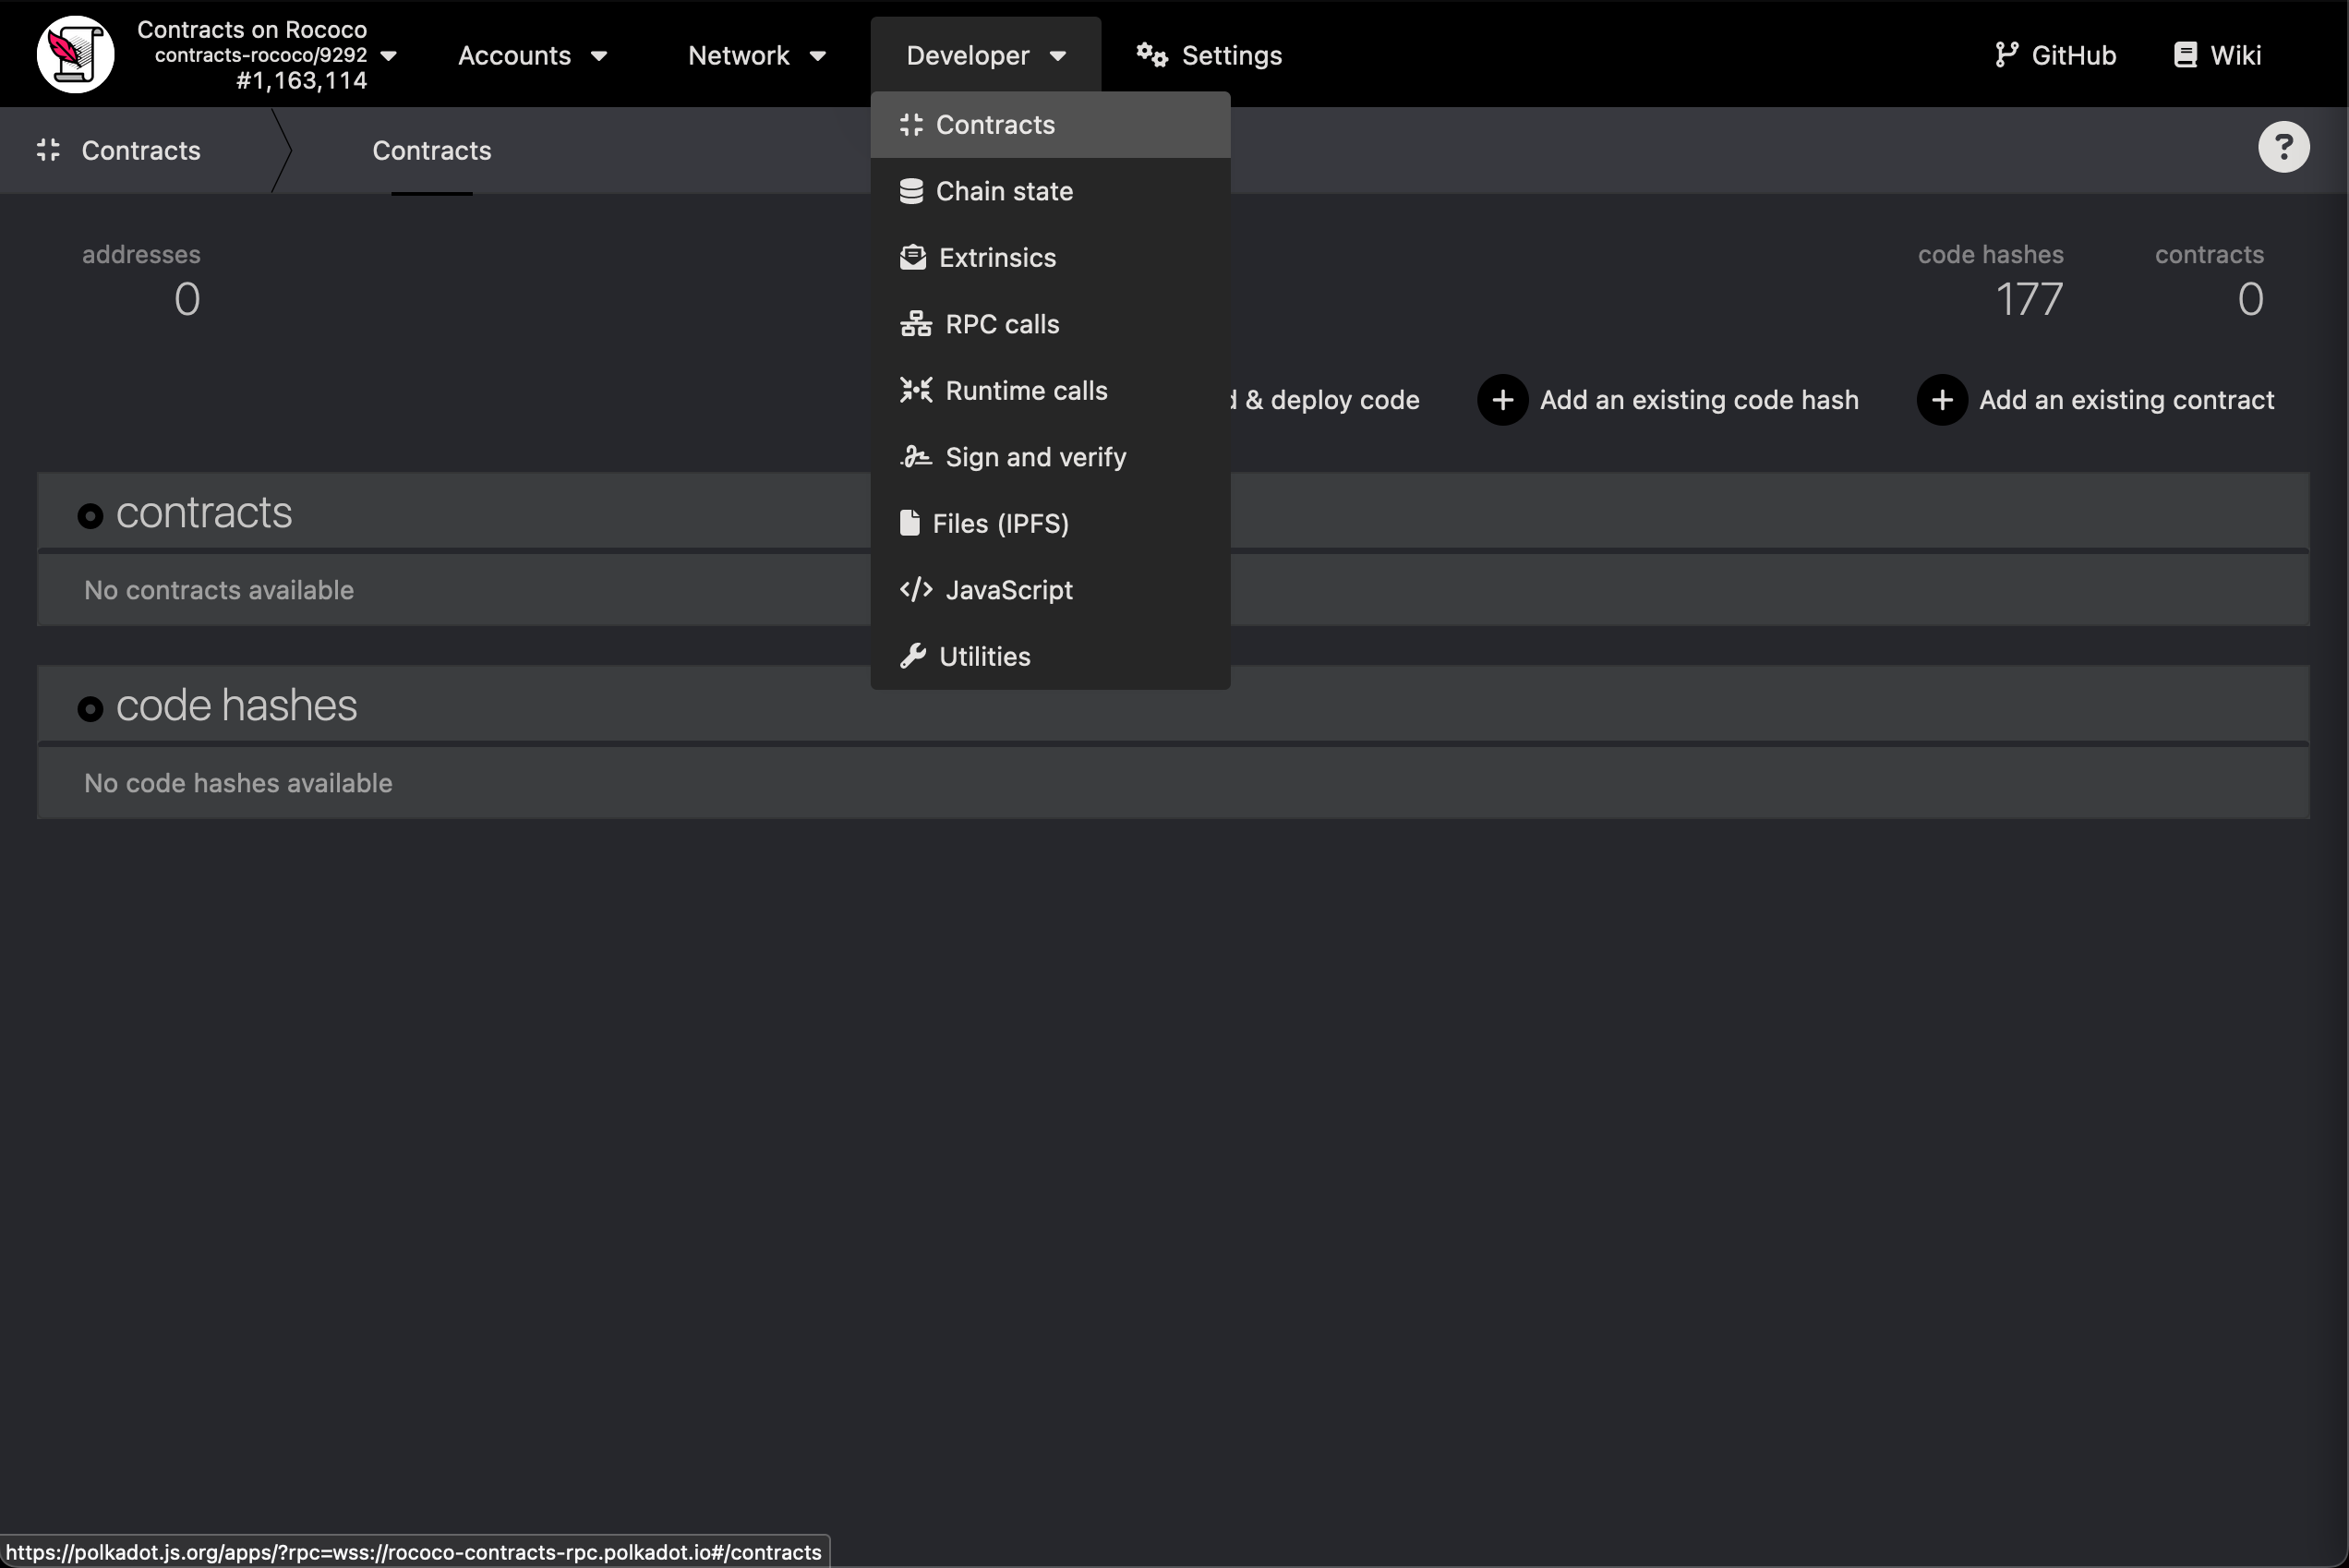 Contracts on Rococo
contracts-rococo/9292
#1,163,114
Accounts
Network
Developer
Settings
GitHub
Wiki
Contracts
Contracts
?
Contracts
Chain state
Extrinsics
RPC calls
Runtime calls
Sign and verify
Files (IPFS)
JavaScript
Utilities
addresses
0
code hashes
177
contracts
0
& deploy code
Add an existing code hash
Add an existing contract
contracts
No contracts available
code hashes
No code hashes available
https://polkadot.js.org/apps/?rpc=wss://rococo-contracts-rpc.polkadot.io#/contracts